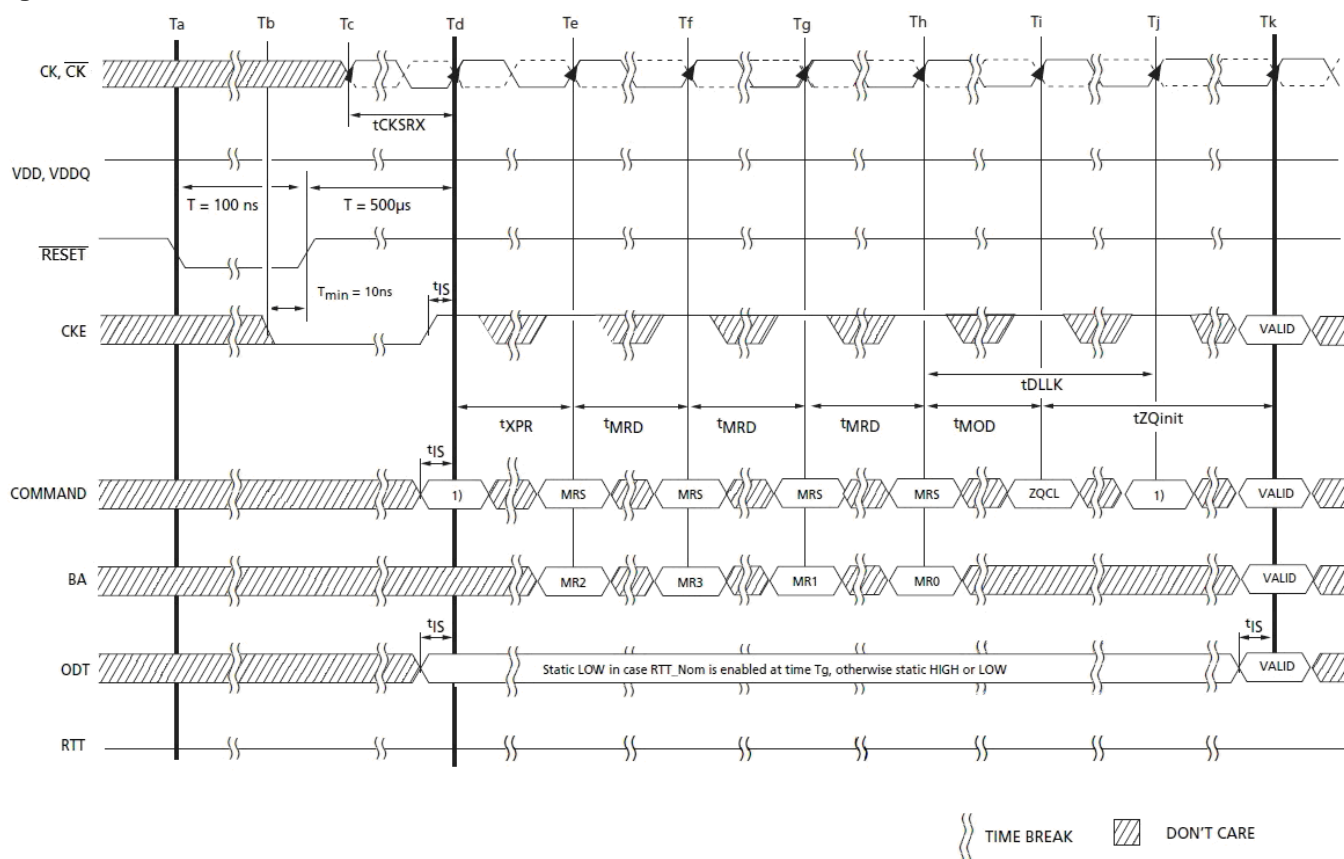 Ta Tb Tc Td Te Tf Tg Th Ti Tj Tk
CK, CK
tCKSRX
VDD, VDDQ
T = 100 ns T = 500µs
RESET
Tmin = 10ns
tIS
CKE VALID
tDLLK
tXPR tMRD tMRD tMRD tMOD tZQinit
tIS
COMMAND 1) MRS MRS MRS MRS ZQCL 1) VALID
BA MR2 MR3 MR1 MR0 VALID
tIS tIS
ODT Static LOW in case RTT_Nom is enabled at time Tg, otherwise static HIGH or LOW VALID
RTT
TIME BREAK DON'T CARE